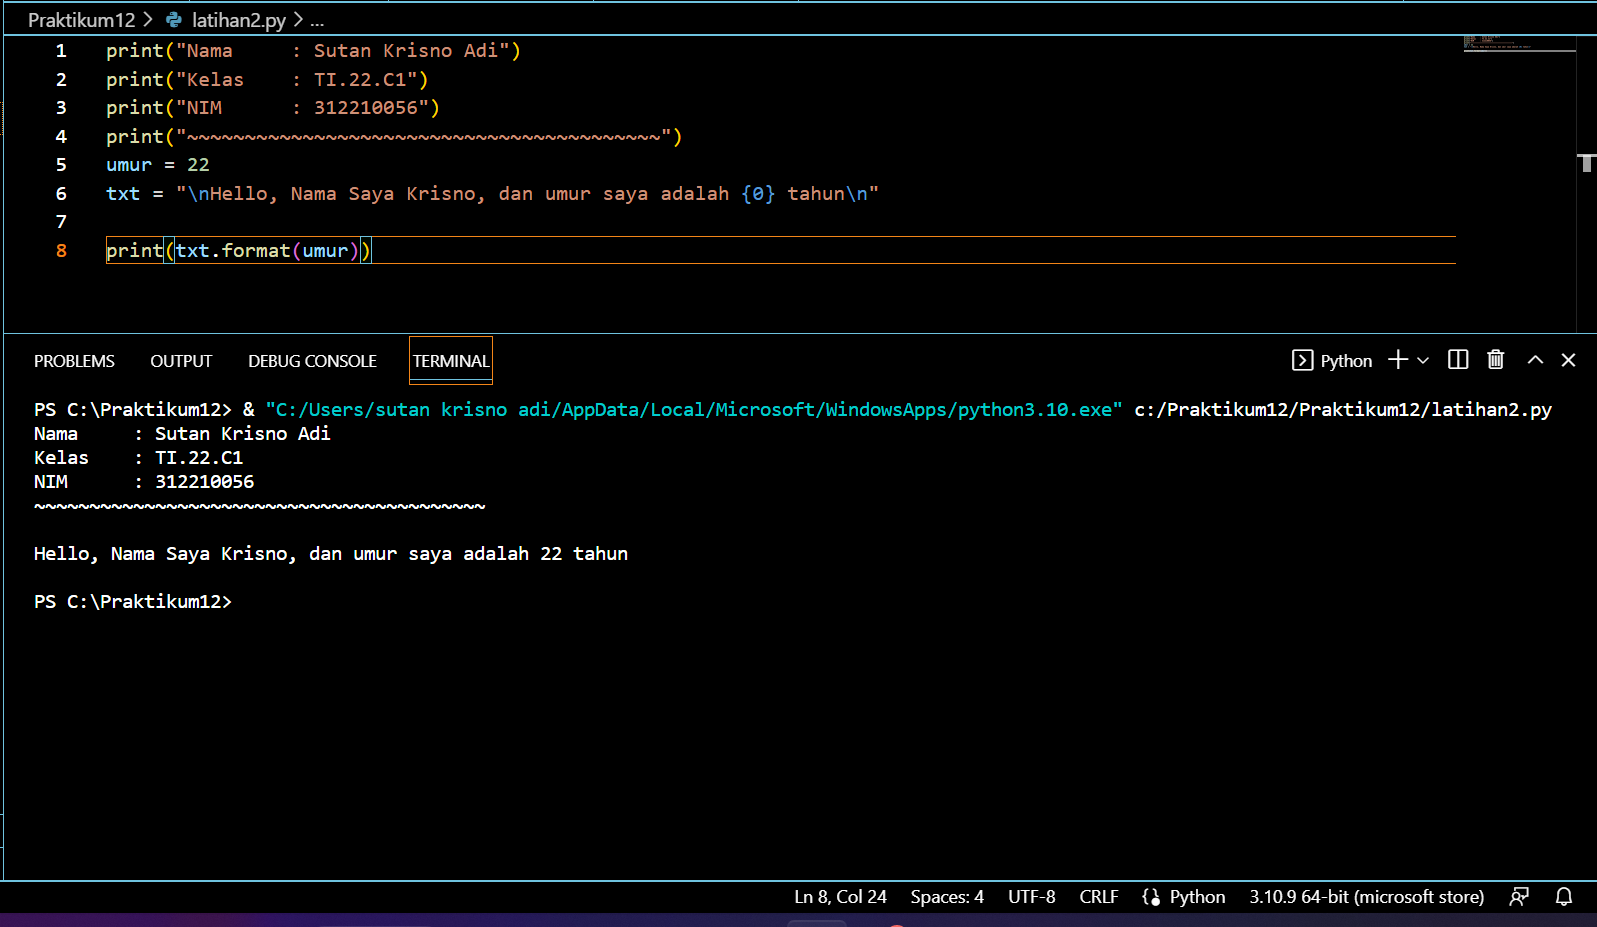 Praktikum12 > latihan2.py > ...
1 print("Nama     : Sutan Krisno Adi")
2 print("Kelas    : TI.22.C1")
3 print("NIM      : 312210056")
4 print("~~~~~~~~~~~~~~~~~~~~~~~~~~~~~~~~~~~~~~~~~")
5 umur = 22
6 txt = "\nHello, Nama Saya Krisno, dan umur saya adalah {0} tahun\n"
7
8 print(txt.format(umur))
PROBLEMS OUTPUT DEBUG CONSOLE TERMINAL Python
PS C:\Praktikum12> & "C:/Users/sutan krisno adi/AppData/Local/Microsoft/WindowsApps/python3.10.exe" c:/Praktikum12/Praktikum12/latihan2.py
Nama     : Sutan Krisno Adi
Kelas    : TI.22.C1
NIM      : 312210056
~~~~~~~~~~~~~~~~~~~~~~~~~~~~~~~~~~~~~~~~~
Hello, Nama Saya Krisno, dan umur saya adalah 22 tahun
PS C:\Praktikum12>
Ln 8, Col 24 Spaces: 4 UTF-8 CRLF Python 3.10.9 64-bit (microsoft store)